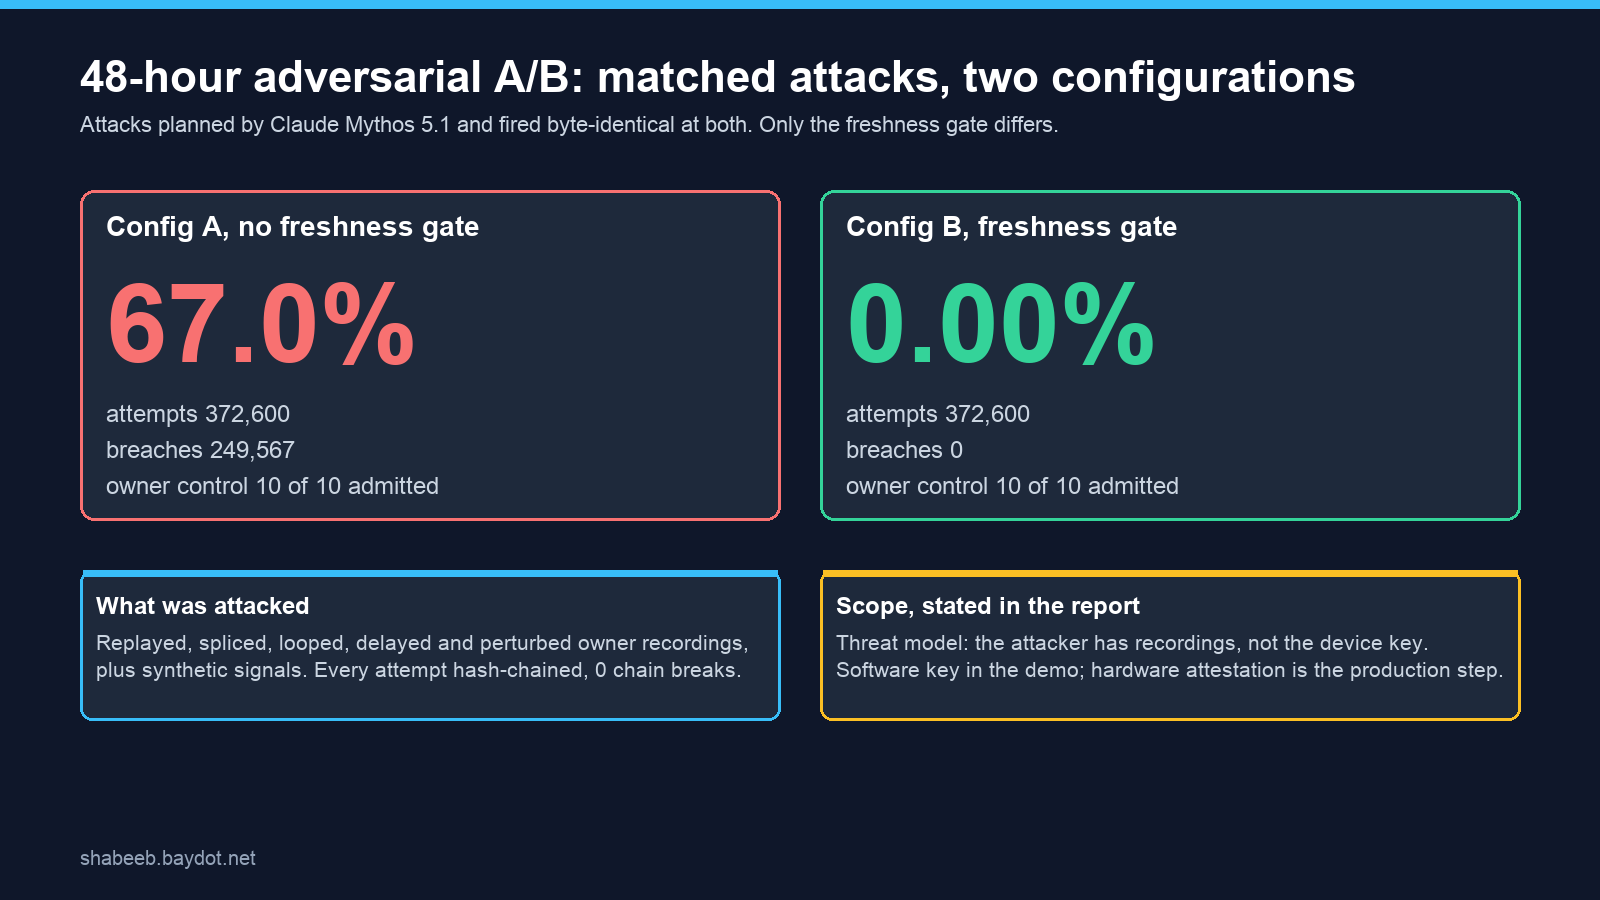 48-hour adversarial A/B: matched attacks, two configurations
Attacks planned by Claude Mythos 5.1 and fired byte-identical at both. Only the freshness gate differs.
Config A, no freshness gate
67.0%
attempts 372,600
breaches 249,567
owner control 10 of 10 admitted
Config B, freshness gate
0.00%
attempts 372,600
breaches 0
owner control 10 of 10 admitted
What was attacked
Replayed, spliced, looped, delayed and perturbed owner recordings,
plus synthetic signals. Every attempt hash-chained, 0 chain breaks.
Scope, stated in the report
Threat model: the attacker has recordings, not the device key.
Software key in the demo; hardware attestation is the production step.
shabeeb.baydot.net